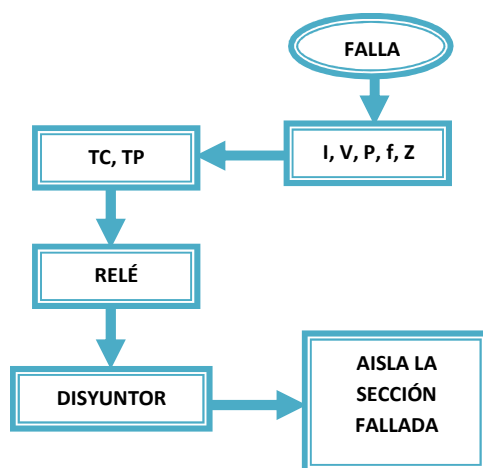 FALLA
I, V, P, f, Z
TC, TP
RELÉ
DISYUNTOR
AISLA LA
SECCIÓN
FALLADA